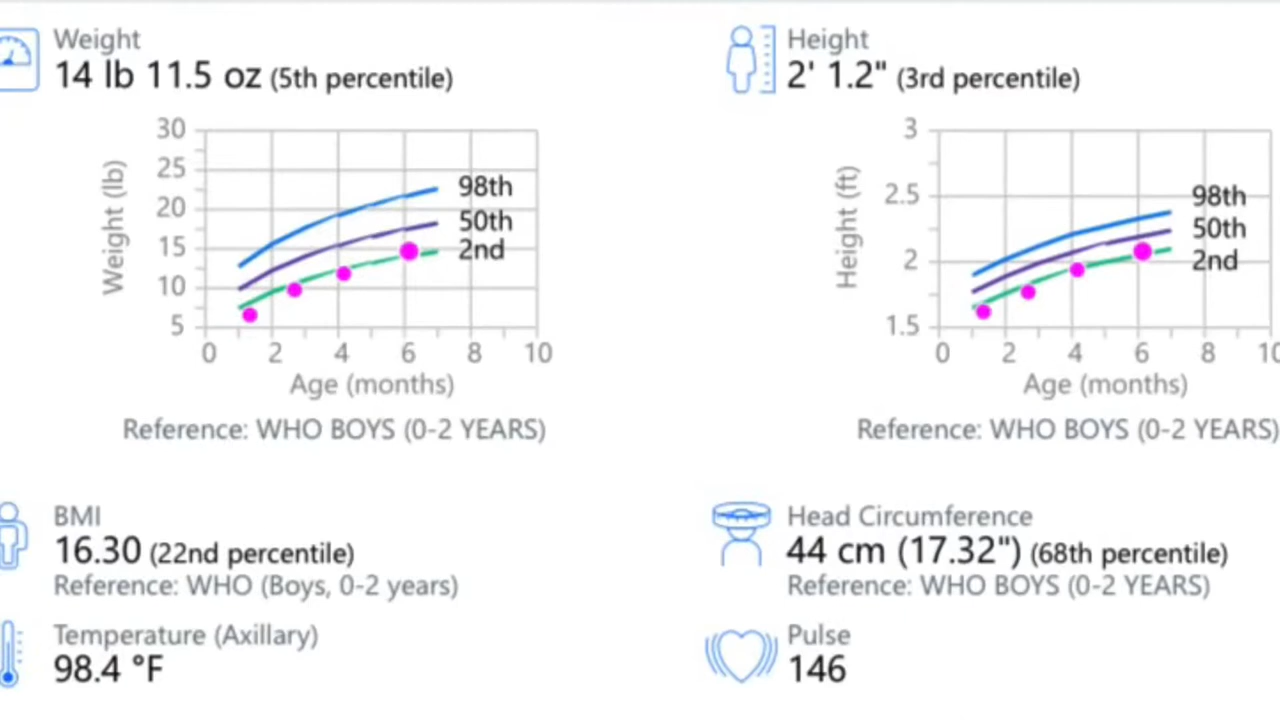 Weight
14 lb 11.5 oz (5th percentile)
30
25
20
15
10
5
Weight (lb)
98th
50th
2nd
0 2 4 6 8 10
Age (months)
Reference: WHO BOYS (0-2 YEARS)
Height
2' 1.2" (3rd percentile)
3
2.5
2
1.5
Height (ft)
98th
50th
2nd
0 2 4 6 8 10
Age (months)
Reference: WHO BOYS (0-2 YEARS)
BMI
16.30 (22nd percentile)
Reference: WHO (Boys, 0-2 years)
Head Circumference
44 cm (17.32") (68th percentile)
Reference: WHO BOYS (0-2 YEARS)
Temperature (Axillary)
98.4 °F
Pulse
146